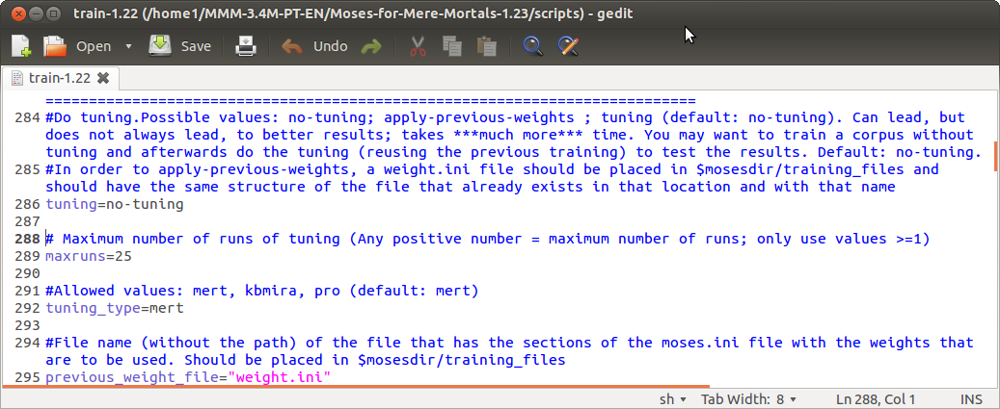 train-1.22 (/home1/MMM-3.4M-PT-EN/Moses-for-Mere-Mortals-1.23/scripts) - gedit
Open Save Undo
train-1.22
===========================================================================
284 #Do tuning.Possible values: no-tuning; apply-previous-weights ; tuning (default: no-tuning). Can lead, but
does not always lead, to better results; takes ***much more*** time. You may want to train a corpus without
tuning and afterwards do the tuning (reusing the previous training) to test the results. Default: no-tuning.
285 #In order to apply-previous-weights, a weight.ini file should be placed in $mosesdir/training_files and
should have the same structure of the file that already exists in that location and with that name
286 tuning=no-tuning
287
288 # Maximum number of runs of tuning (Any positive number = maximum number of runs; only use values >=1)
289 maxruns=25
290
291 #Allowed values: mert, kbmira, pro (default: mert)
292 tuning_type=mert
293
294 #File name (without the path) of the file that has the sections of the moses.ini file with the weights that
are to be used. Should be placed in $mosesdir/training_files
295 previous_weight_file="weight.ini"
sh Tab Width: 8 Ln 288, Col 1 INS